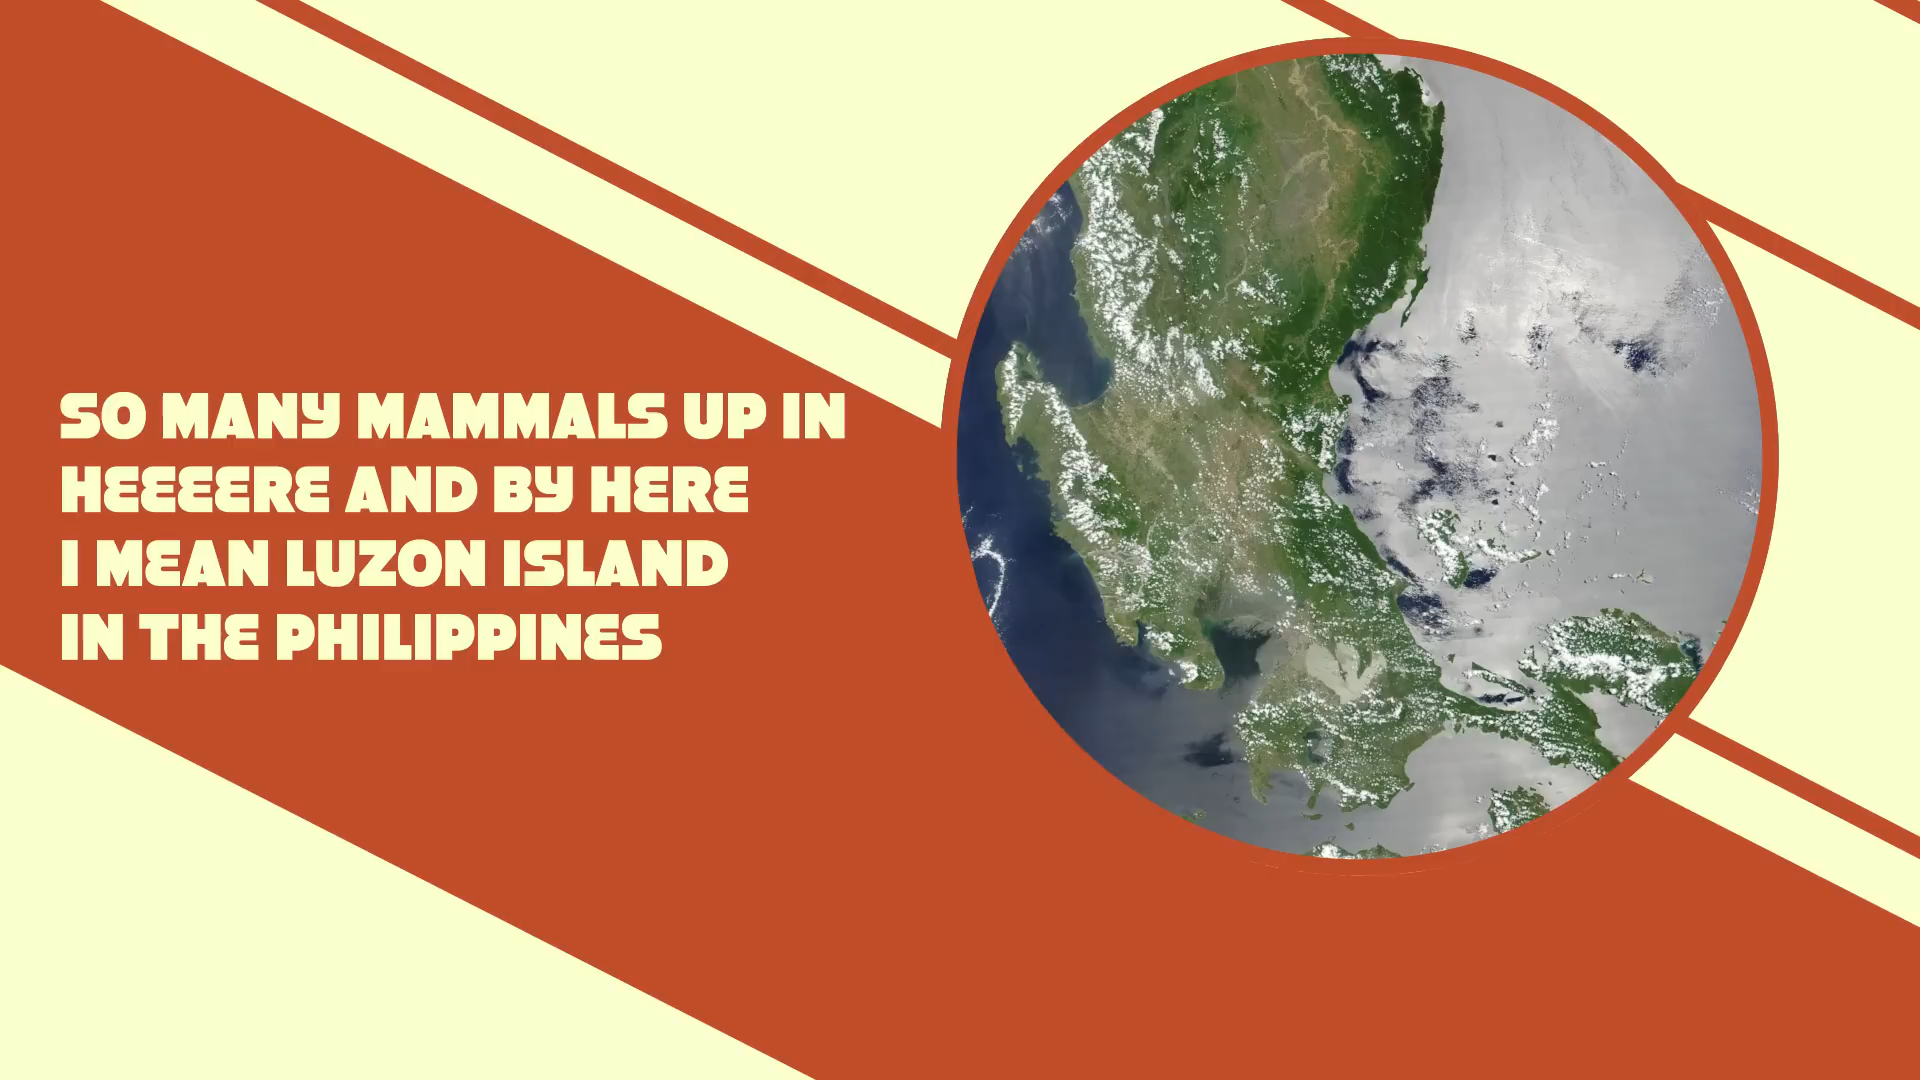 SO MANY MAMMALS UP IN
HEEEERE AND BY HERE
I MEAN LUZON ISLAND
IN THE PHILIPPINES